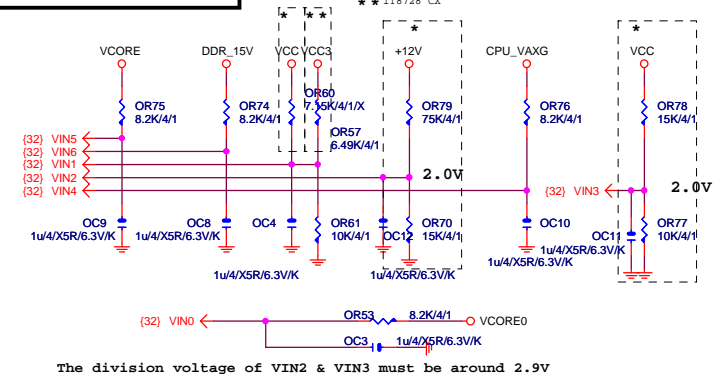 * * I18728 CX
* * * * *
VCORE DDR_15V VCC VCC3 +12V CPU_VAXG VCC
OR75 8.2K/4/1
OR74 8.2K/4/1
OR60 7.15K/4/1/X
OR57 6.49K/4/1
OR79 75K/4/1
OR76 8.2K/4/1
OR78 15K/4/1
{32} VIN5
{32} VIN6
{32} VIN1
{32} VIN2
{32} VIN4
2.0V
{32} VIN3
2.0V
OC9 1u/4/X5R/6.3V/K
OC8 1u/4/X5R/6.3V/K
OC4 1u/4/X5R/6.3V/K
OR61 10K/4/1
OC12 1u/4/X5R/6.3V/K
OR70 15K/4/1
OC10 1u/4/X5R/6.3V/K
OC11 1u/4/X5R/6.3V/K
OR77 10K/4/1
{32} VIN0
OR53 8.2K/4/1
VCORE0
OC3 1u/4/X5R/6.3V/K
The division voltage of VIN2 & VIN3 must be around 2.9V